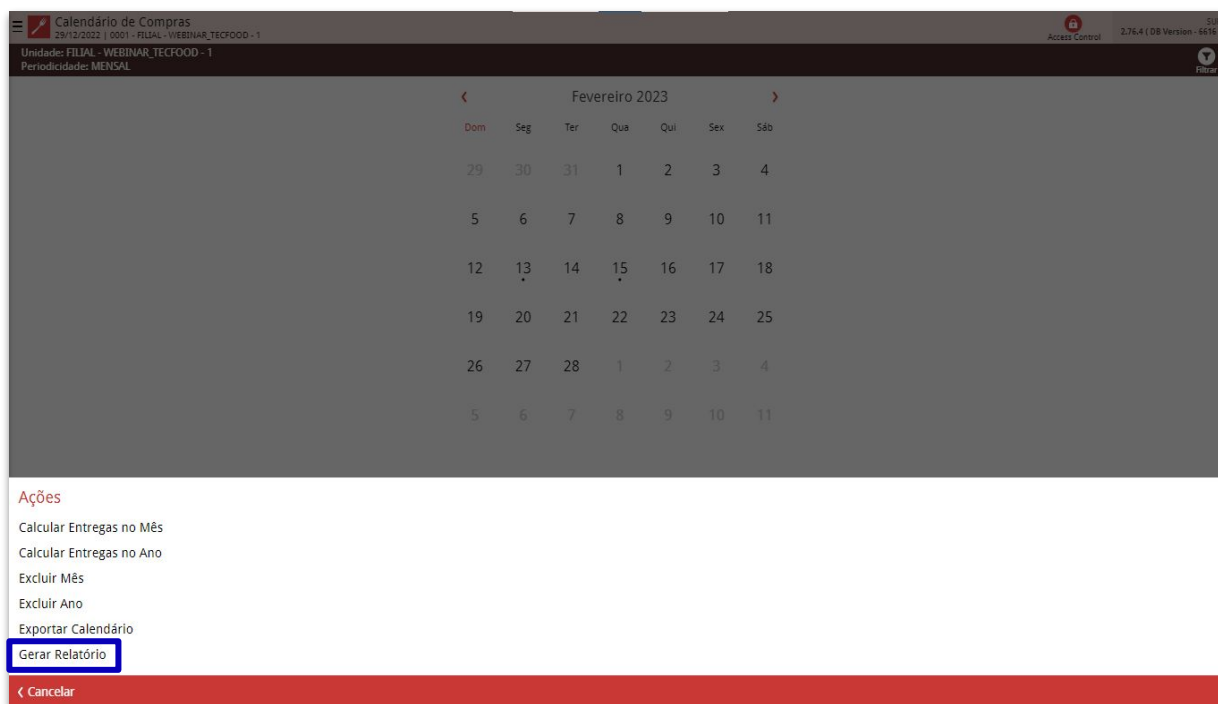 Calendário de Compras
29/12/2022 | 0001 - FILIAL - WEBINAR_TECFOOD - 1
Access Control
SU
2.76.4 ( DB Version - 6616
Unidade: FILIAL - WEBINAR_TECFOOD - 1
Periodicidade: MENSAL
Filtrar
Fevereiro 2023
Dom Seg Ter Qua Qui Sex Sáb
29 30 31 1 2 3 4
5 6 7 8 9 10 11
12 13 14 15 16 17 18
19 20 21 22 23 24 25
26 27 28 1 2 3 4
5 6 7 8 9 10 11
Ações
Calcular Entregas no Mês
Calcular Entregas no Ano
Excluir Mês
Excluir Ano
Exportar Calendário
Gerar Relatório
Cancelar